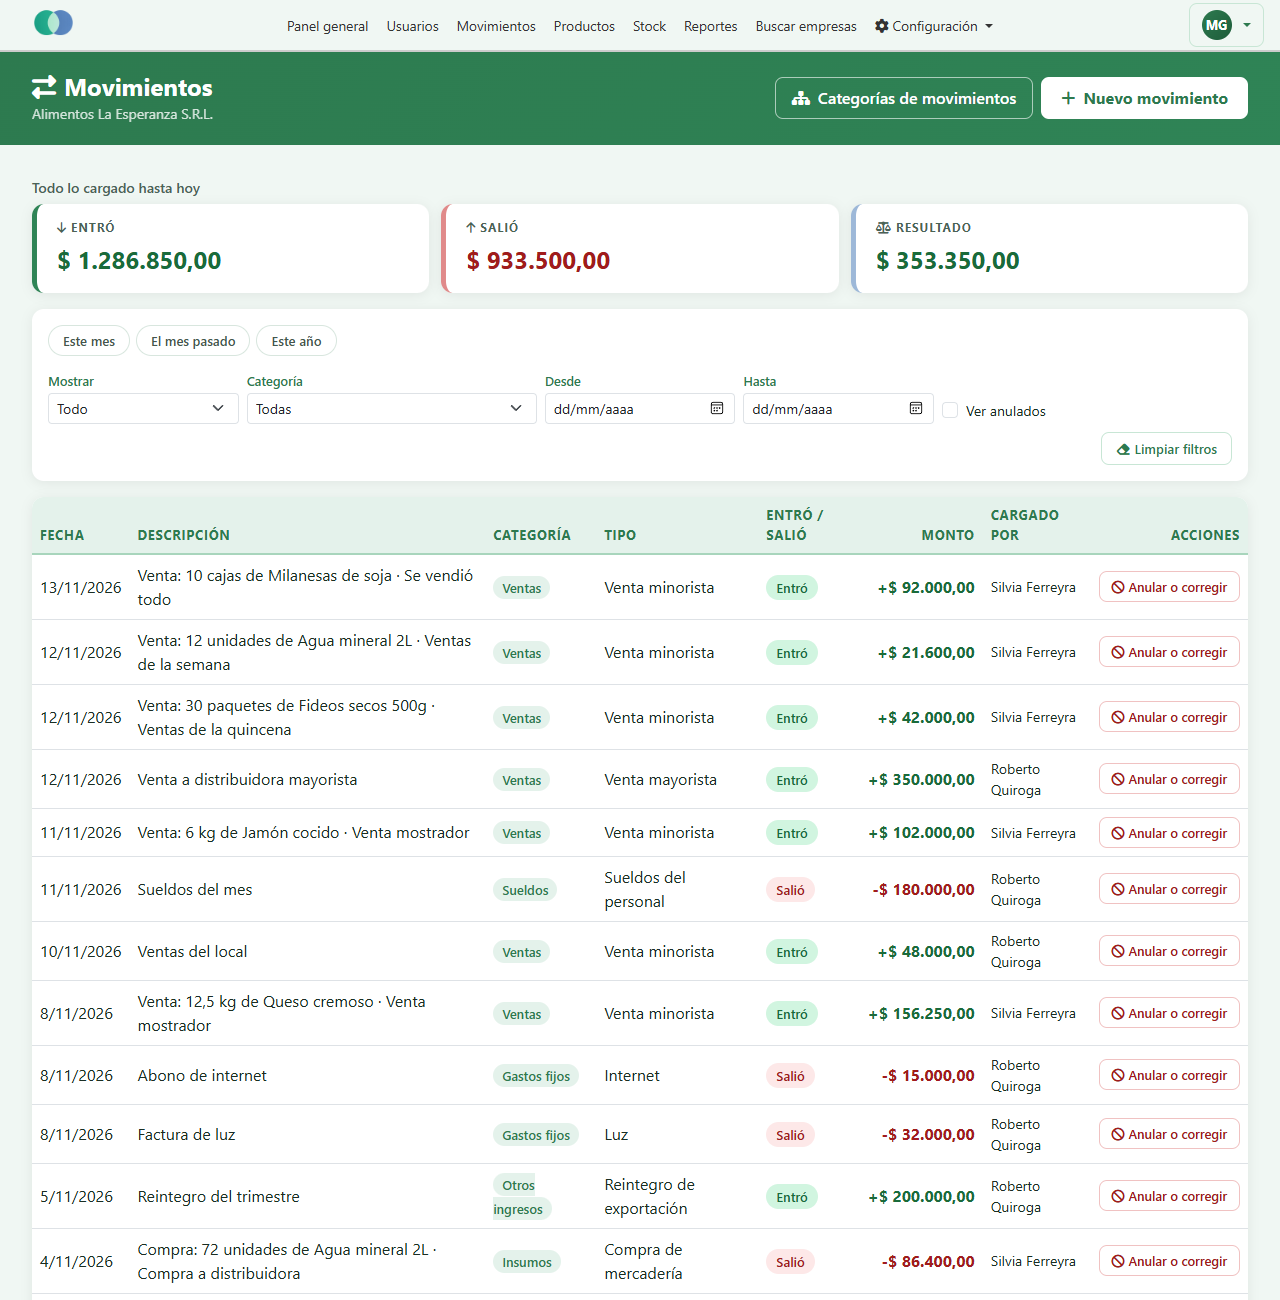 Panel general Usuarios Movimientos Productos Stock Reportes Buscar empresas Configuración MG
Movimientos
Alimentos La Esperanza S.R.L.
Categorías de movimientos
Nuevo movimiento
Todo lo cargado hasta hoy
ENTRÓ
$ 1.286.850,00
SALIÓ
$ 933.500,00
RESULTADO
$ 353.350,00
Este mes El mes pasado Este año
Mostrar Categoría Desde Hasta
Todo Todas dd/mm/aaaa dd/mm/aaaa Ver anulados
Limpiar filtros
FECHA DESCRIPCIÓN CATEGORÍA TIPO ENTRÓ / SALIÓ MONTO CARGADO POR ACCIONES
13/11/2026 Venta: 10 cajas de Milanesas de soja · Se vendió todo Ventas Venta minorista Entró +$ 92.000,00 Silvia Ferreyra Anular o corregir
12/11/2026 Venta: 12 unidades de Agua mineral 2L · Ventas de la semana Ventas Venta minorista Entró +$ 21.600,00 Silvia Ferreyra Anular o corregir
12/11/2026 Venta: 30 paquetes de Fideos secos 500g · Ventas de la quincena Ventas Venta minorista Entró +$ 42.000,00 Silvia Ferreyra Anular o corregir
12/11/2026 Venta a distribuidora mayorista Ventas Venta mayorista Entró +$ 350.000,00 Roberto Quiroga Anular o corregir
11/11/2026 Venta: 6 kg de Jamón cocido · Venta mostrador Ventas Venta minorista Entró +$ 102.000,00 Silvia Ferreyra Anular o corregir
11/11/2026 Sueldos del mes Sueldos Sueldos del personal Salió -$ 180.000,00 Roberto Quiroga Anular o corregir
10/11/2026 Ventas del local Ventas Venta minorista Entró +$ 48.000,00 Roberto Quiroga Anular o corregir
8/11/2026 Venta: 12,5 kg de Queso cremoso · Venta mostrador Ventas Venta minorista Entró +$ 156.250,00 Silvia Ferreyra Anular o corregir
8/11/2026 Abono de internet Gastos fijos Internet Salió -$ 15.000,00 Roberto Quiroga Anular o corregir
8/11/2026 Factura de luz Gastos fijos Luz Salió -$ 32.000,00 Roberto Quiroga Anular o corregir
5/11/2026 Reintegro del trimestre Otros ingresos Reintegro de exportación Entró +$ 200.000,00 Roberto Quiroga Anular o corregir
4/11/2026 Compra: 72 unidades de Agua mineral 2L · Compra a distribuidora Insumos Compra de mercadería Salió -$ 86.400,00 Silvia Ferreyra Anular o corregir